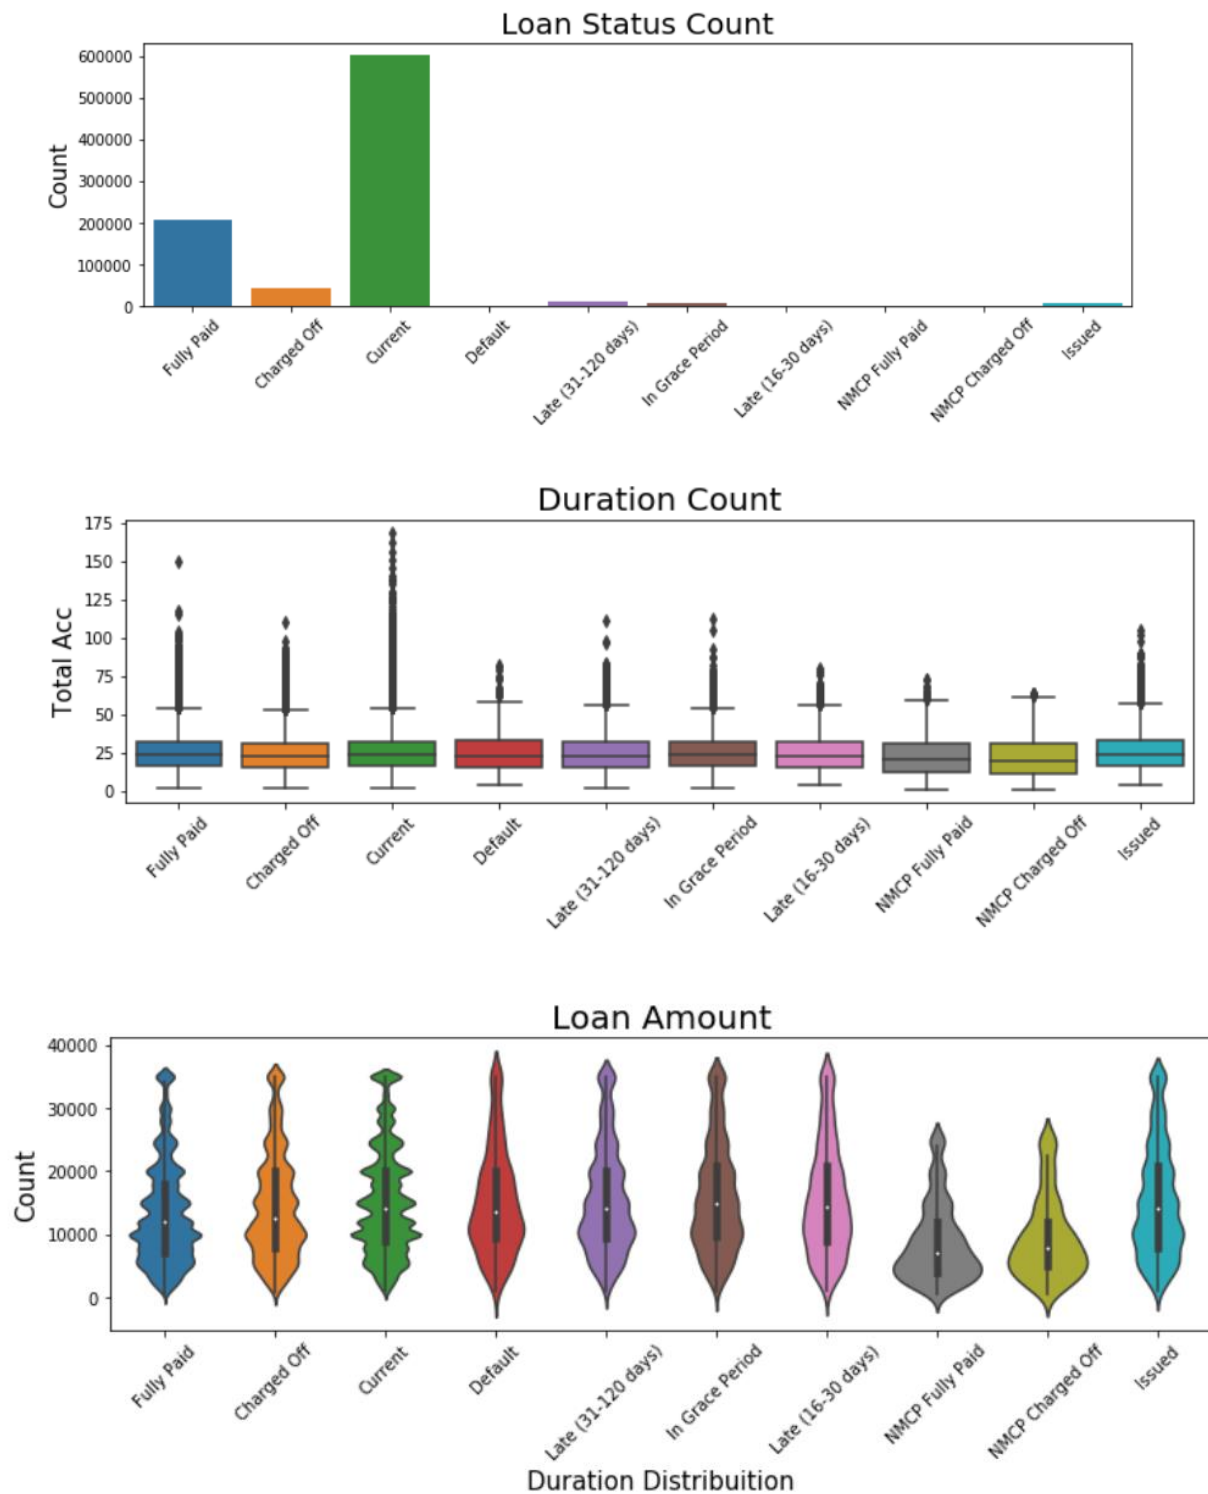 Loan Status Count
600000
500000
400000
300000
200000
100000
0
Count
Fully Paid
Charged Off
Current
Default
Late (31-120 days)
In Grace Period
Late (16-30 days)
NMCP Fully Paid
NMCP Charged Off
Issued
Duration Count
175
150
125
100
75
50
25
0
Total Acc
Fully Paid
Charged Off
Current
Default
Late (31-120 days)
In Grace Period
Late (16-30 days)
NMCP Fully Paid
NMCP Charged Off
Issued
Loan Amount
40000
30000
20000
10000
0
Count
Fully Paid
Charged Off
Current
Default
Late (31-120 days)
In Grace Period
Late (16-30 days)
NMCP Fully Paid
NMCP Charged Off
Issued
Duration Distribuition